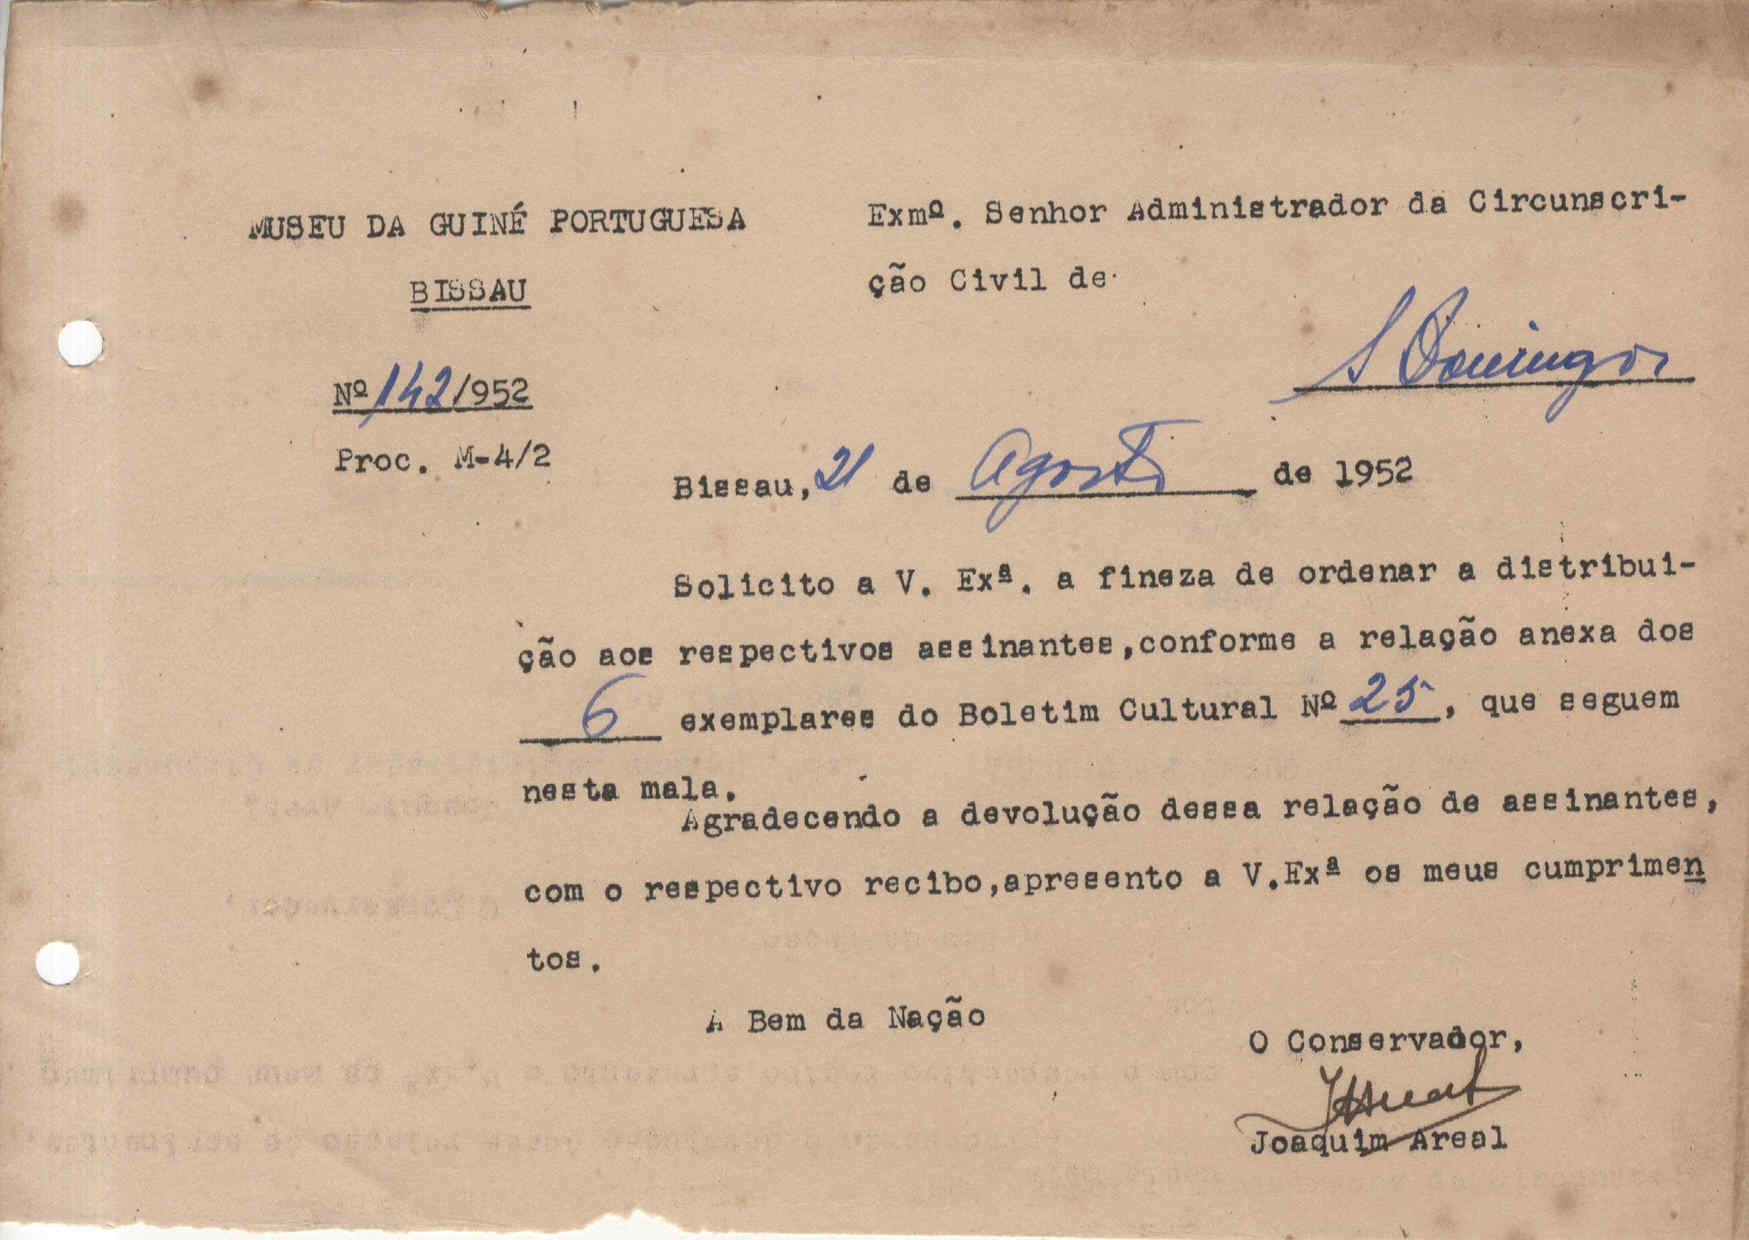 MUSEU DA GUINÉ PORTUGUESA
BISSAU
Nº 142/952
Proc. M-4/2
Exmº. Senhor Administrador da Circunscri-
ção Civil de
S Domingos
Bissau, 21 de Agosto de 1952
Solicito a V. Exª. a fineza de ordenar a distribui-
ção aos respectivos assinantes,conforme a relação anexa dos
6 exemplares do Boletim Cultural Nº 25, que seguem
nesta mala.
Agradecendo a devolução dessa relação de assinantes,
com o respectivo recibo,apresento a V.Exª os meus cumprimen
tos.
A Bem da Nação
O Conservador,
Joaquim Areal